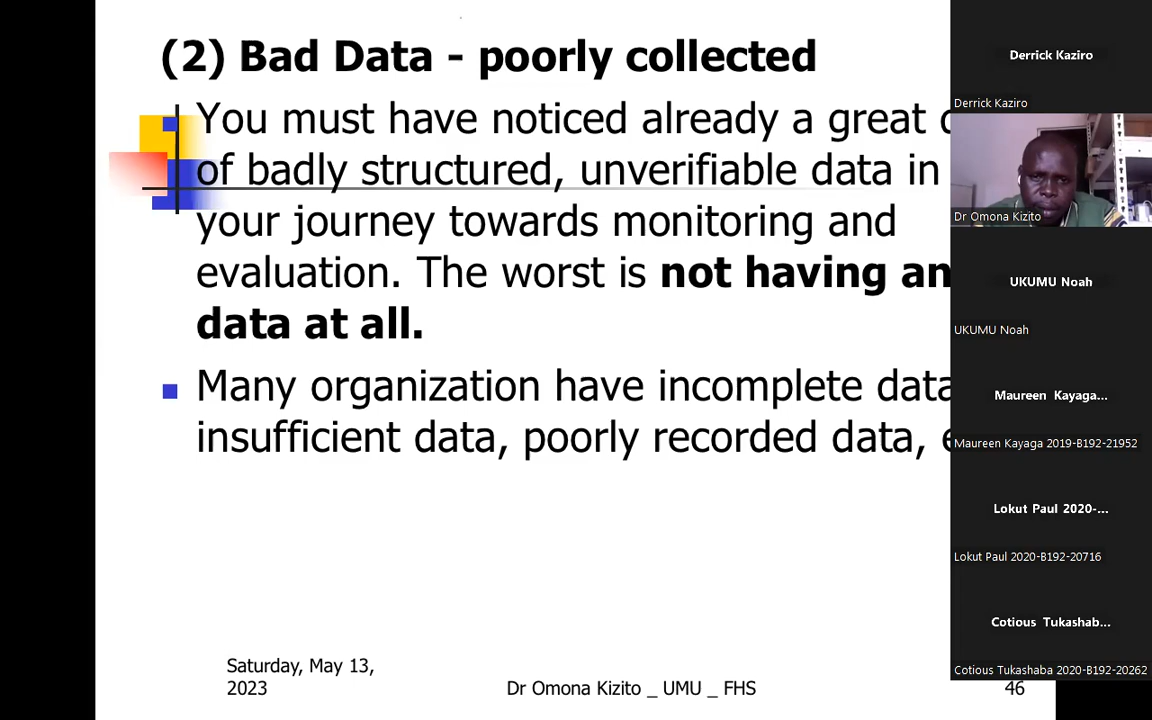 (2) Bad Data - poorly collected
You must have noticed already a great
of badly structured, unverifiable data in
your journey towards monitoring and
evaluation. The worst is not having
data at all.
Many organization have incomplete data
insufficient data, poorly recorded data,
Saturday, May 13,
2023
Dr Omona Kizito _ UMU _ FHS
46
Derrick Kaziro
Derrick Kaziro
Dr Omona Kizito
UKUMU Noah
UKUMU Noah
Maureen Kayaga...
Maureen Kayaga 2019-B192-21952
Lokut Paul 2020-...
Lokut Paul 2020-B192-20716
Cotious Tukashab...
Cotious Tukashaba 2020-B192-20262